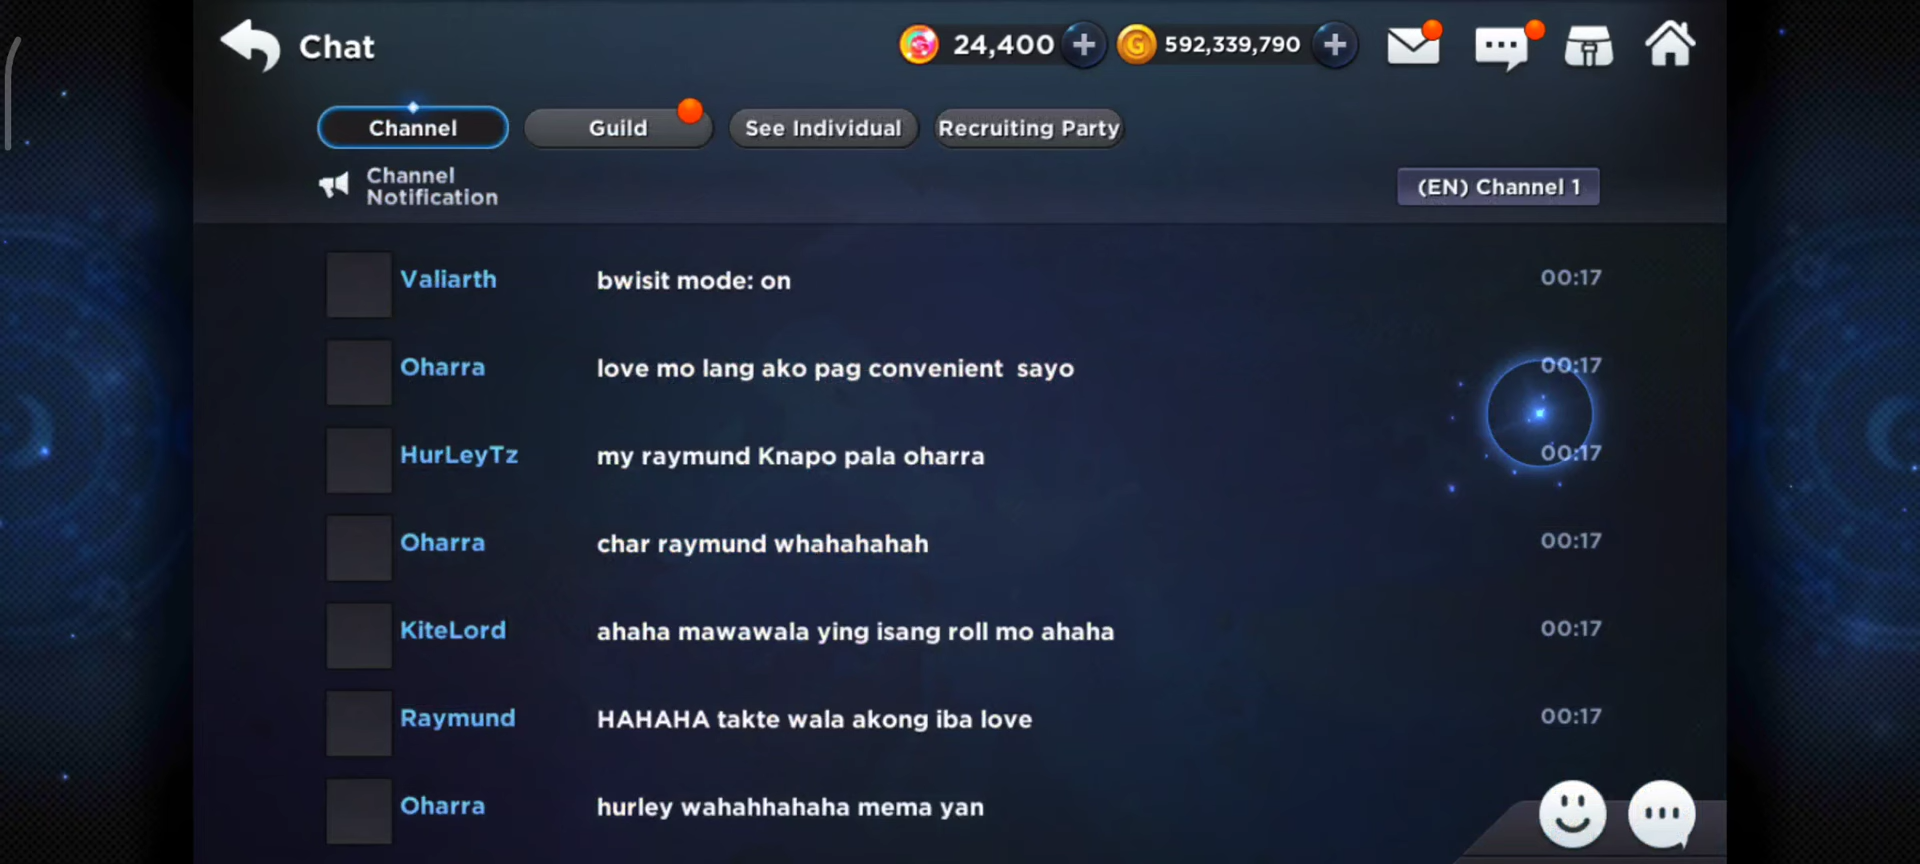 Chat
24,400
592,339,790
Channel
Guild
See Individual
Recruiting Party
Channel
Notification
(EN) Channel 1
Valiarth bwisit mode: on 00:17
Oharra love mo lang ako pag convenient  sayo 00:17
HurLeyTz my raymund Knapo pala oharra 00:17
Oharra char raymund whahahahah 00:17
KiteLord ahaha mawawala ying isang roll mo ahaha 00:17
Raymund HAHAHA takte wala akong iba love 00:17
Oharra hurley wahahhahaha mema yan